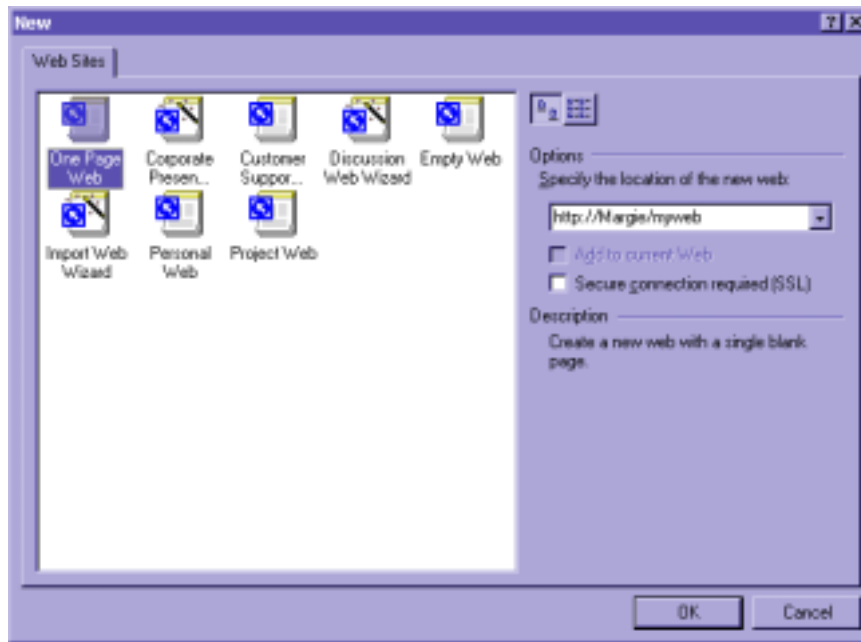 New
Web Sites
One Page
Web
Corporate
Presen...
Customer
Suppor...
Discussion
Web Wizard
Empty Web
Import Web
Wizard
Personal
Web
Project Web
Options
Specify the location of the new web:
http://Margie/myweb
Add to current Web
Secure connection required (SSL)
Description
Create a new web with a single blank
page.
OK
Cancel